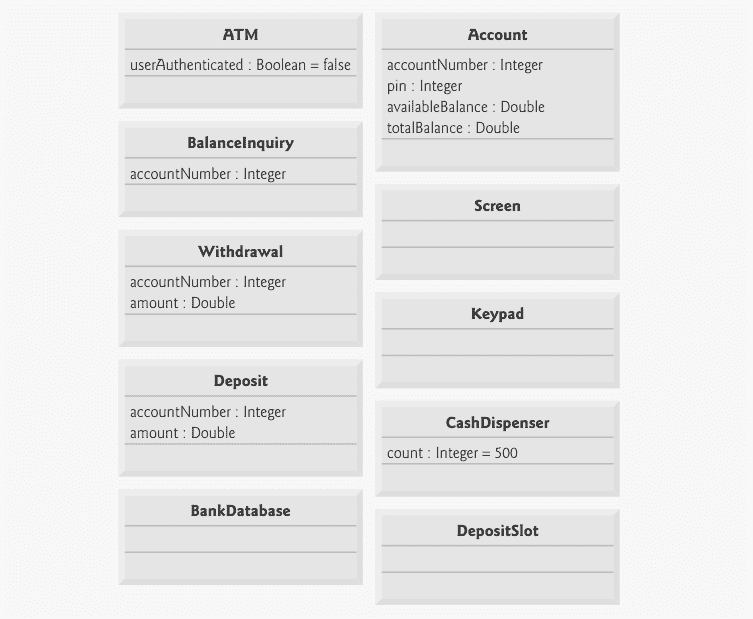 ATM
userAuthenticated : Boolean = false
BalanceInquiry
accountNumber : Integer
Withdrawal
accountNumber : Integer
amount : Double
Deposit
accountNumber : Integer
amount : Double
BankDatabase
Account
accountNumber : Integer
pin : Integer
availableBalance : Double
totalBalance : Double
Screen
Keypad
CashDispenser
count : Integer = 500
DepositSlot